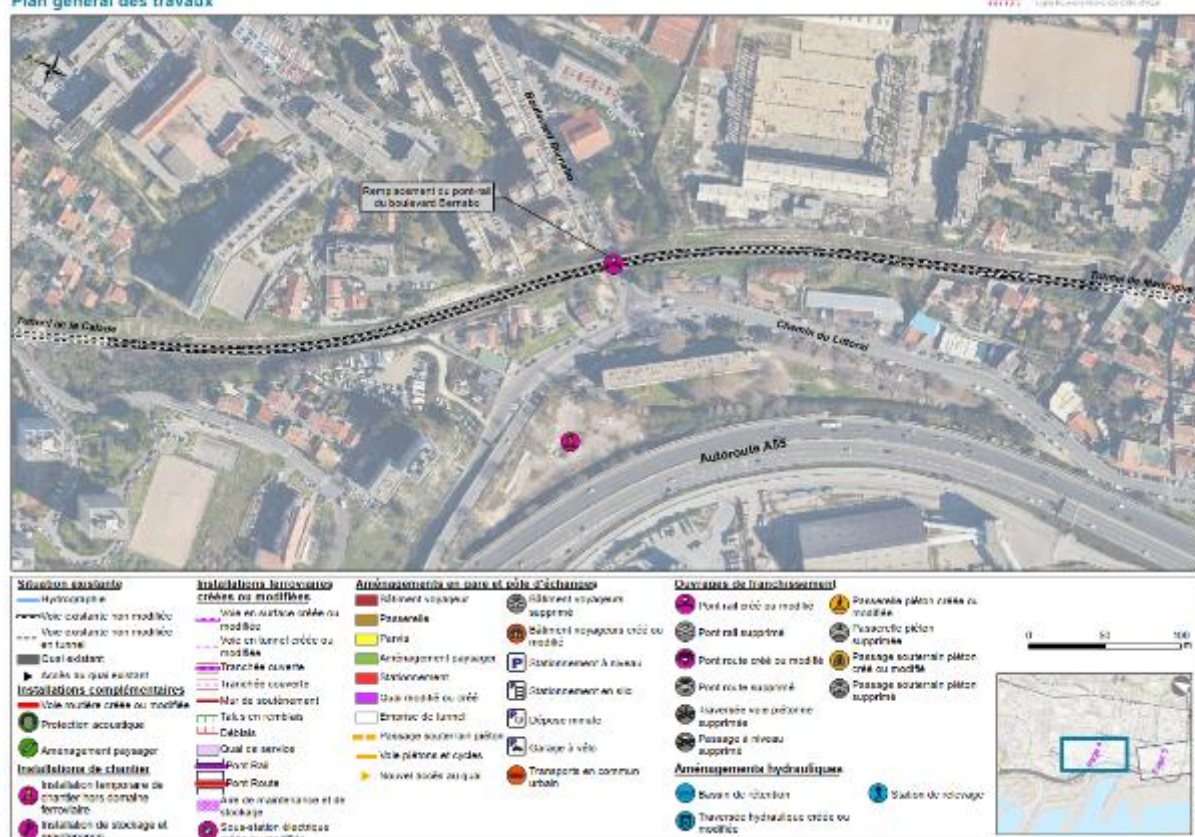 Plan général des travaux
Boulevard Bernabo
Remplacement du pont-rail
du boulevard Bernabo
Tunnel de la Calade
Tunnel de Mourepiane
Chemin du Littoral
Autoroute A55
Situation existante
Hydrographie
Voie existante non modifiée
Voie existante non modifiée
en tunnel
Quai existant
Accès au quai existant
Installations complémentaires
Voie routière créée ou modifiée
Protection acoustique
Aménagement paysager
Installations de chantier
Installation temporaire de
chantier hors domaine
ferroviaire
Installation de stockage et
Installations ferroviaires
créées ou modifiées
Voie en surface créée ou
modifiée
Voie en tunnel créée ou
modifiée
Tranchée ouverte
Tranchée couverte
Mur de soutènement
Talus en remblais
Déblais
Quai de service
Pont Rail
Pont Route
Aire de maintenance et de
stockage
Sous-station électrique
Aménagements en gare et pôle d'échanges
Bâtiment voyageur
Passerelle
Parvis
Aménagement paysager
Stationnement
Quai modifié ou créé
Emprise de tunnel
Passage souterrain piéton
Voie piétons et cycles
Nouvel accès au quai
Bâtiment voyageurs
supprimé
Bâtiment voyageurs créé ou
modifié
P Stationnement à niveau
Stationnement en silo
Dépose minute
Garage à vélo
Transports en commun
urbain
Ouvrages de franchissement
Pont rail créé ou modifié
Pont rail supprimé
Pont route créé ou modifié
Pont route supprimé
Traversée voie piétonne
supprimée
Passage à niveau
supprimé
Passerelle piéton créée ou
modifiée
Passerelle piéton
supprimée
Passage souterrain piéton
créé ou modifié
Passage souterrain piéton
supprimé
Aménagements hydrauliques
Bassin de rétention
Traversée hydraulique créée ou
modifiée
Station de relevage
0 50 100
m